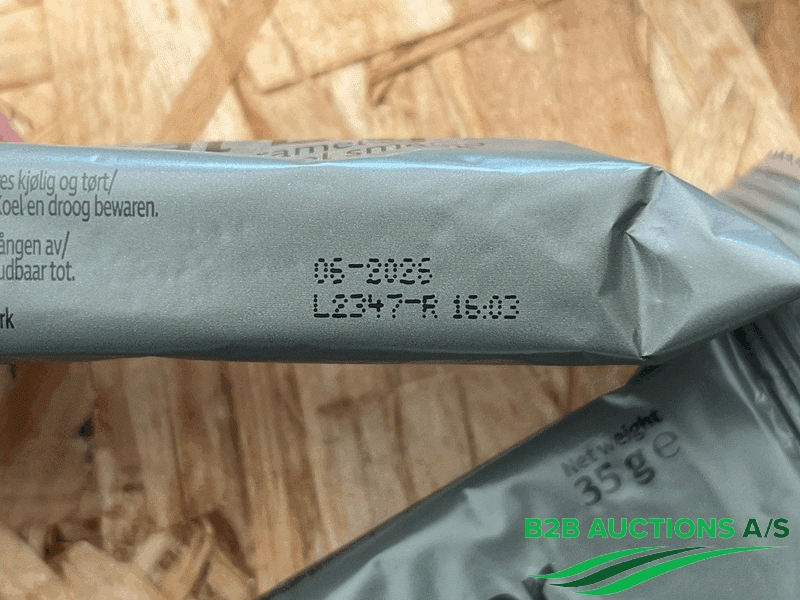 es kjølig og tørt/
Koel en droog bewaren.
ången av/
udbaar tot.
rk
06-2026
L2347-R 16:03
Net weight
35 g e
B2B AUCTIONS A/S